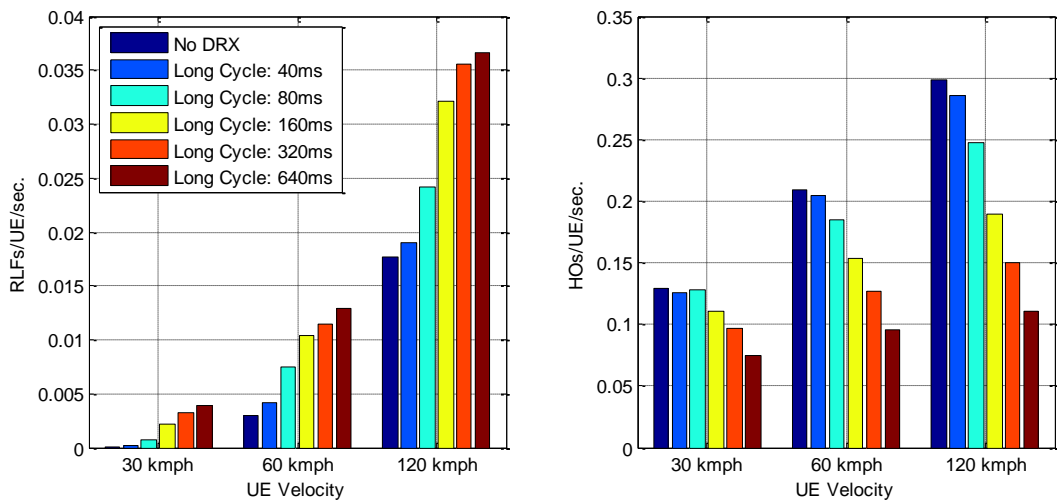 0.04
0.035
0.03
0.025
0.02
0.015
0.01
0.005
0
RLFs/UE/sec.
No DRX
Long Cycle: 40ms
Long Cycle: 80ms
Long Cycle: 160ms
Long Cycle: 320ms
Long Cycle: 640ms
30 kmph 60 kmph 120 kmph
UE Velocity
0.3
0.25
0.2
0.15
0.1
0.05
0
HOs/UE/sec.
30 kmph 60 kmph 120 kmph
UE Velocity